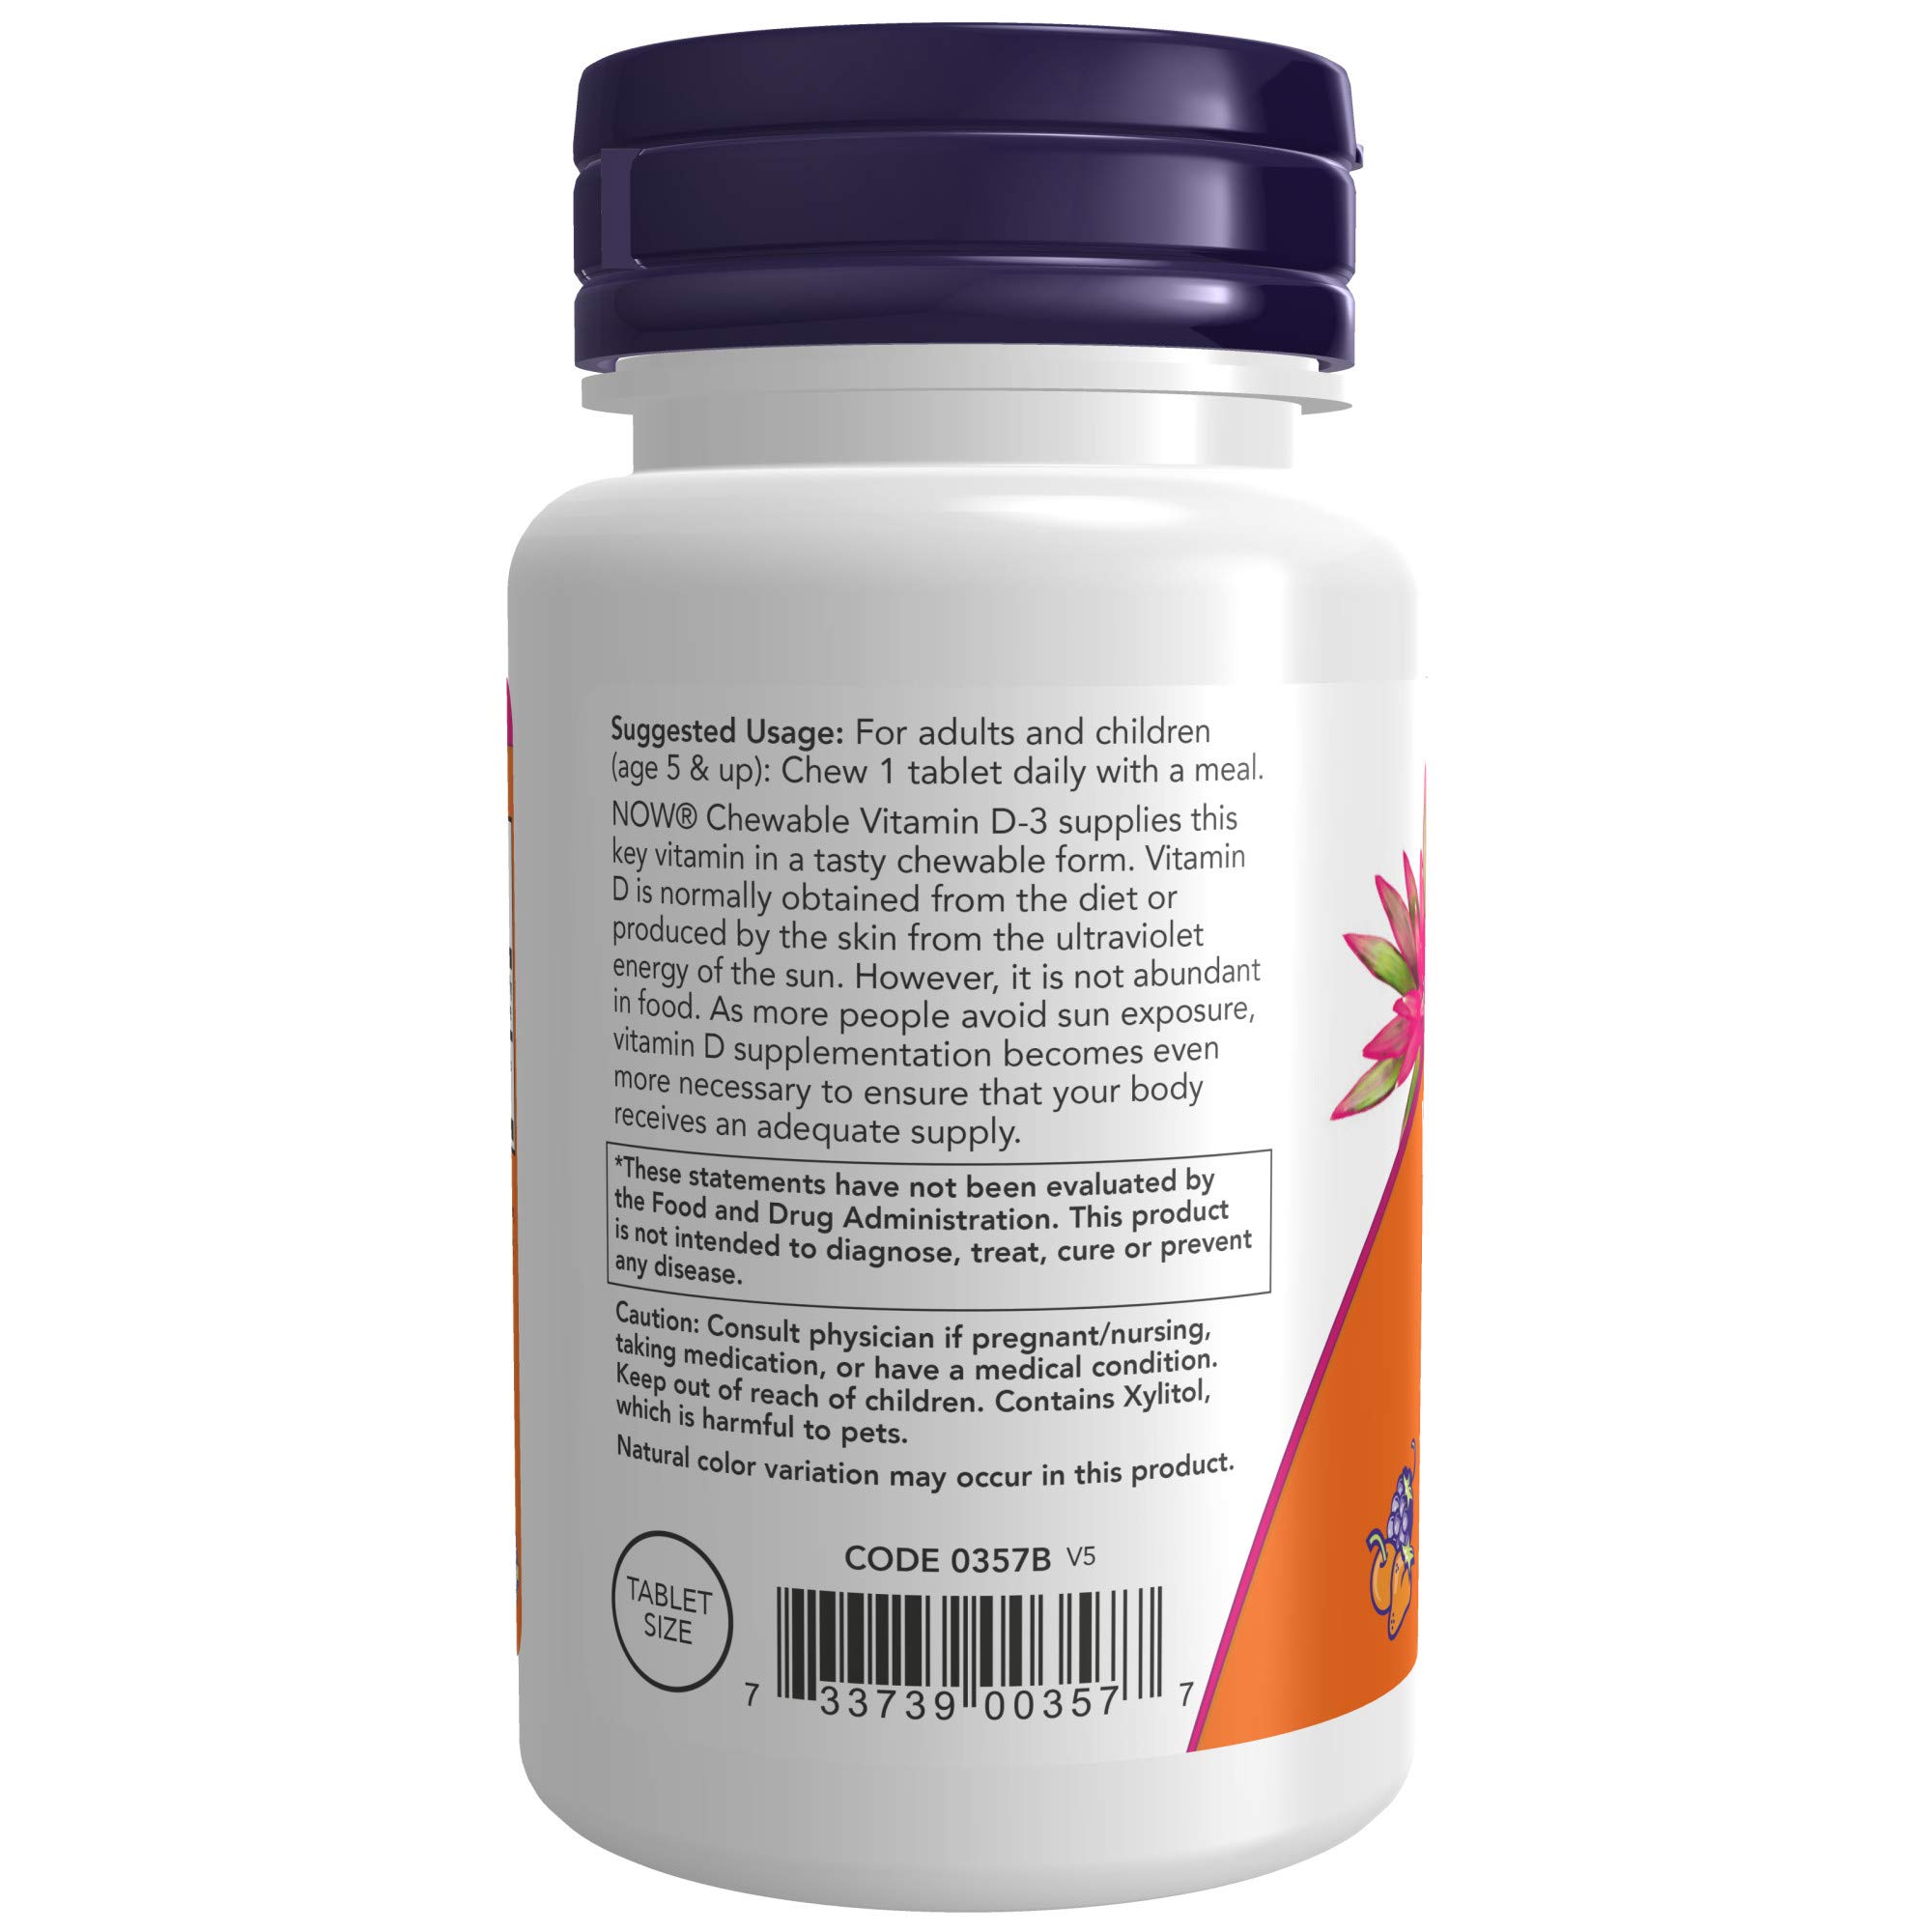 Suggested Usage: For adults and children
(age 5 & up): Chew 1 tablet daily with a meal.
NOW® Chewable Vitamin D-3 supplies this
key vitamin in a tasty chewable form. Vitamin
D is normally obtained from the diet or
produced by the skin from the ultraviolet
energy of the sun. However, it is not abundant
in food. As more people avoid sun exposure,
vitamin D supplementation becomes even
more necessary to ensure that your body
receives an adequate supply.
*These statements have not been evaluated by
the Food and Drug Administration. This product
is not intended to diagnose, treat, cure or prevent
any disease.
Caution: Consult physician if pregnant/nursing,
taking medication, or have a medical condition.
Keep out of reach of children. Contains Xylitol,
which is harmful to pets.
Natural color variation may occur in this product.
CODE 0357B V5
TABLET
SIZE
7 33739 00357 7